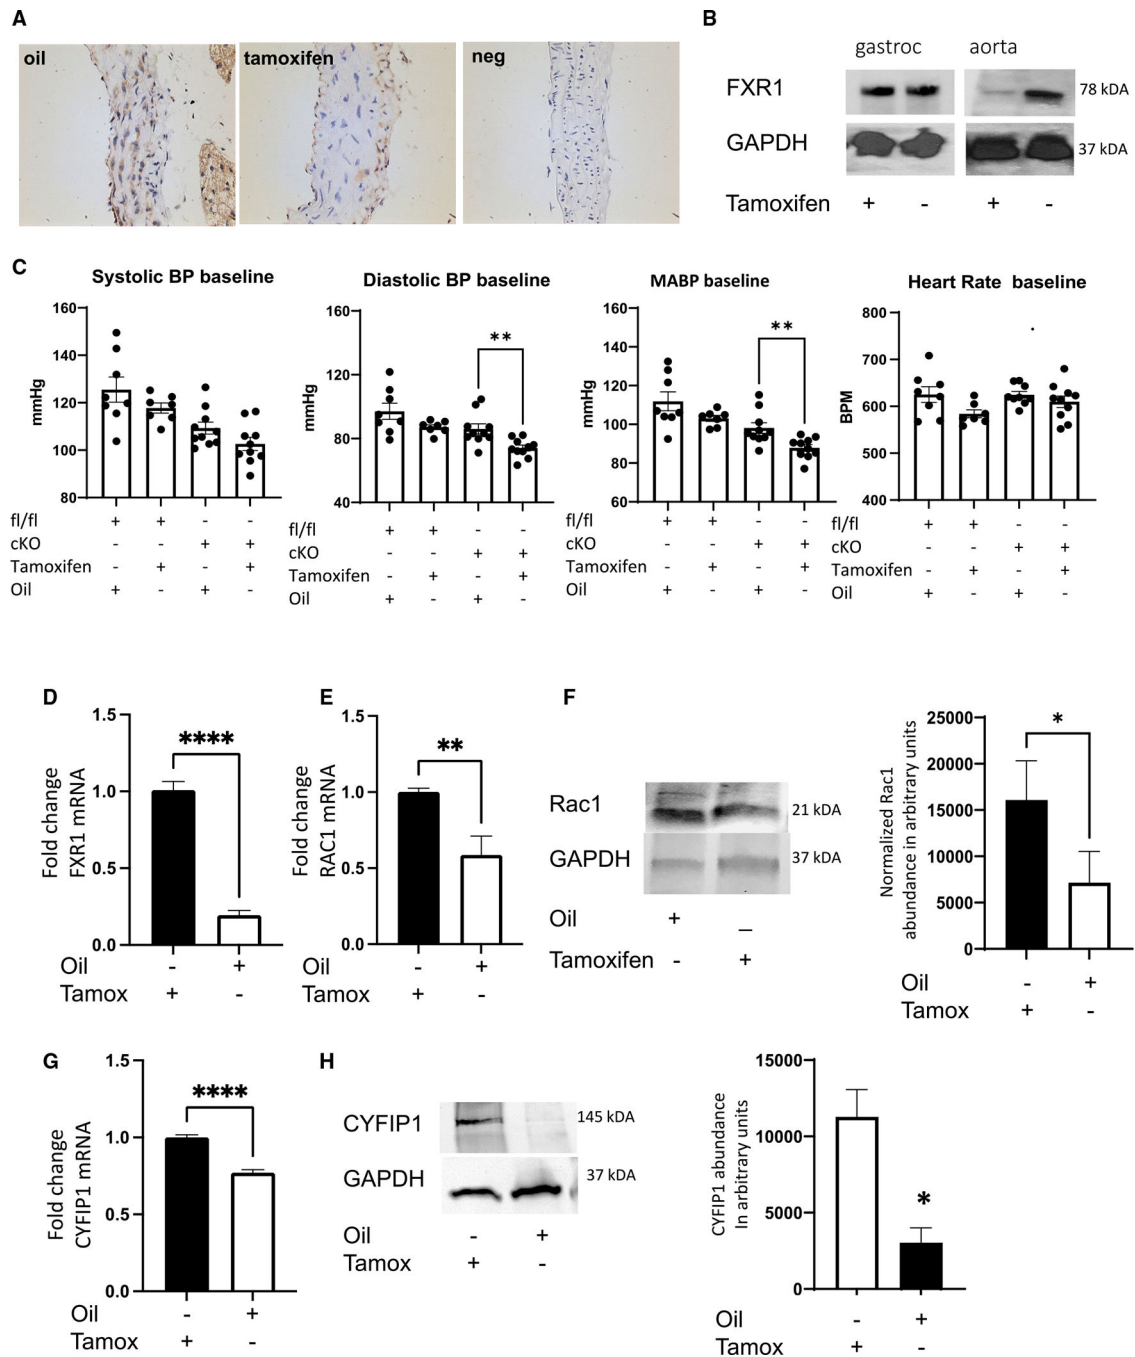 A
oil
tamoxifen
neg
B
gastroc aorta
FXR1
78 kDA
GAPDH
37 kDA
Tamoxifen + - + -
C
Systolic BP baseline
mmHg
160
140
120
100
80
fl/fl + + - -
cKO - - + +
Tamoxifen - + - +
Oil + - + -
Diastolic BP baseline
mmHg
160
120
80
40
**
fl/fl + + - -
cKO - - + +
Tamoxifen - + - +
Oil + - + -
MABP baseline
mmHg
160
140
120
100
80
60
**
fl/fl + + - -
cKO - - + +
Tamoxifen - + - +
Oil + - + -
Heart Rate baseline
BPM
800
700
600
500
400
fl/fl + + - -
cKO - - + +
Tamoxifen - + - +
Oil + - + -
D
Fold change
FXR1 mRNA
1.5
1.0
0.5
0.0
****
Oil - +
Tamox + -
E
Fold change
RAC1 mRNA
1.5
1.0
0.5
0.0
**
Oil - +
Tamox + -
F
Rac1
21 kDA
GAPDH
37 kDA
Oil + –
Tamoxifen - +
Normalized Rac1
abundance in arbitrary units
25000
20000
15000
10000
5000
0
*
Oil - +
Tamox + -
G
Fold change
CYFIP1 mRNA
1.5
1.0
0.5
0.0
****
Oil - +
Tamox + -
H
CYFIP1
145 kDA
GAPDH
37 kDA
Oil - +
Tamox + -
CYFIP1 abundance
In arbitrary units
15000
10000
5000
0
*
Oil - +
Tamox + -